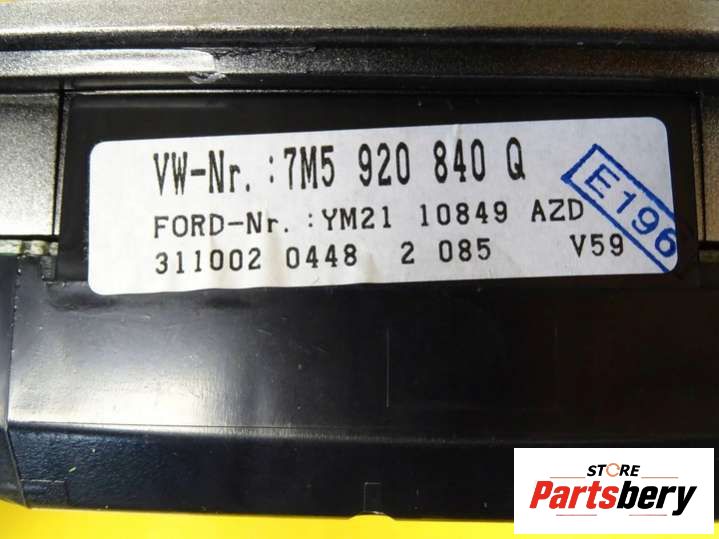 VW-Nr. :7M5 920 840 Q
FORD-Nr. :YM21 10849 AZD
311002 0448 2 085 V59
E196
STORE
Partsbery